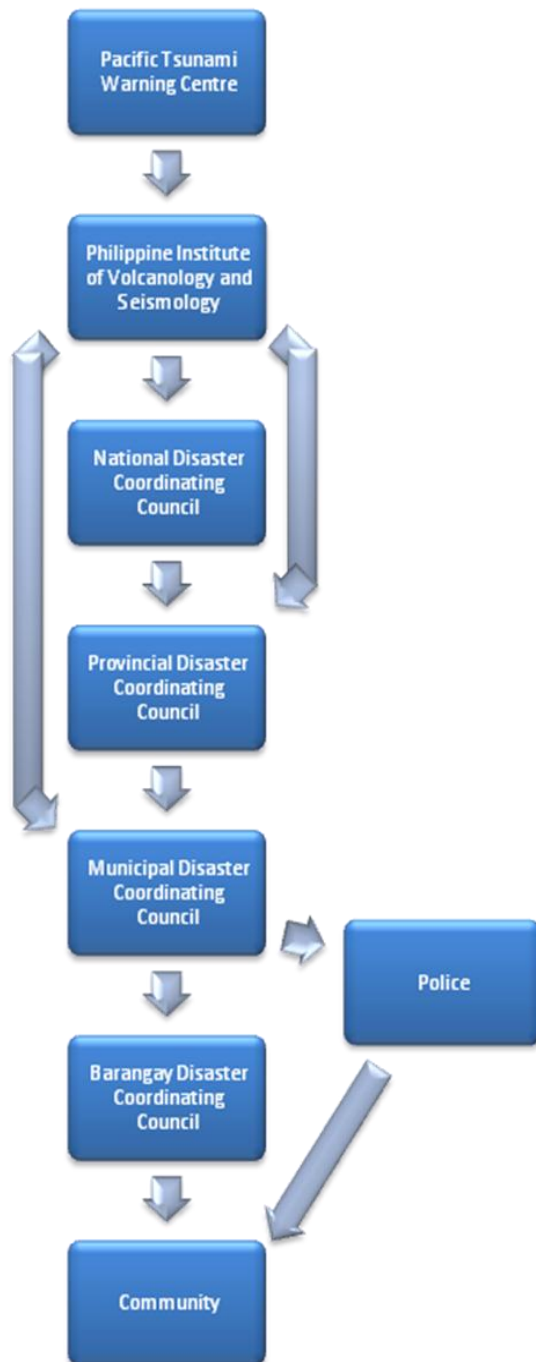 Pacific Tsunami
Warning Centre
Philippine Institute
of Volcanology and
Seismology
National Disaster
Coordinating
Council
Provincial Disaster
Coordinating
Council
Municipal Disaster
Coordinating
Council
Police
Barangay Disaster
Coordinating
Council
Community